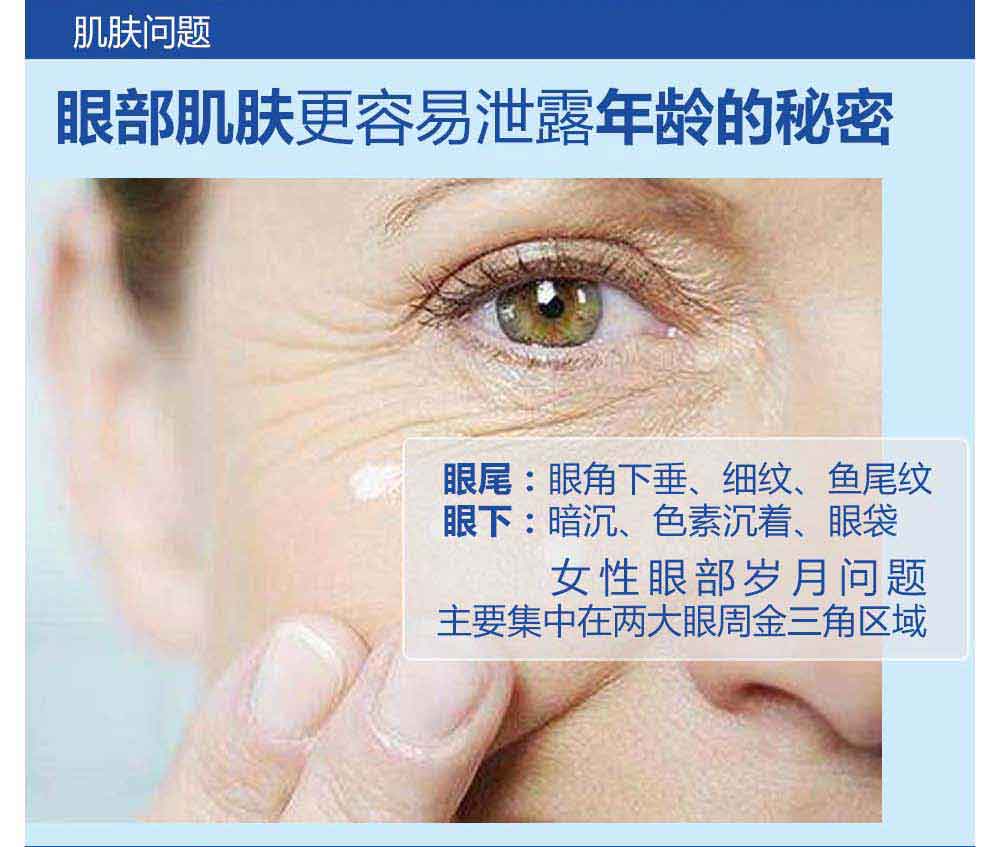 肌肤问题
眼部肌肤更容易泄露年龄的秘密
眼尾：眼角下垂、细纹、鱼尾纹
眼下：暗沉、色素沉着、眼袋
女性眼部岁月问题
主要集中在两大眼周金三角区域